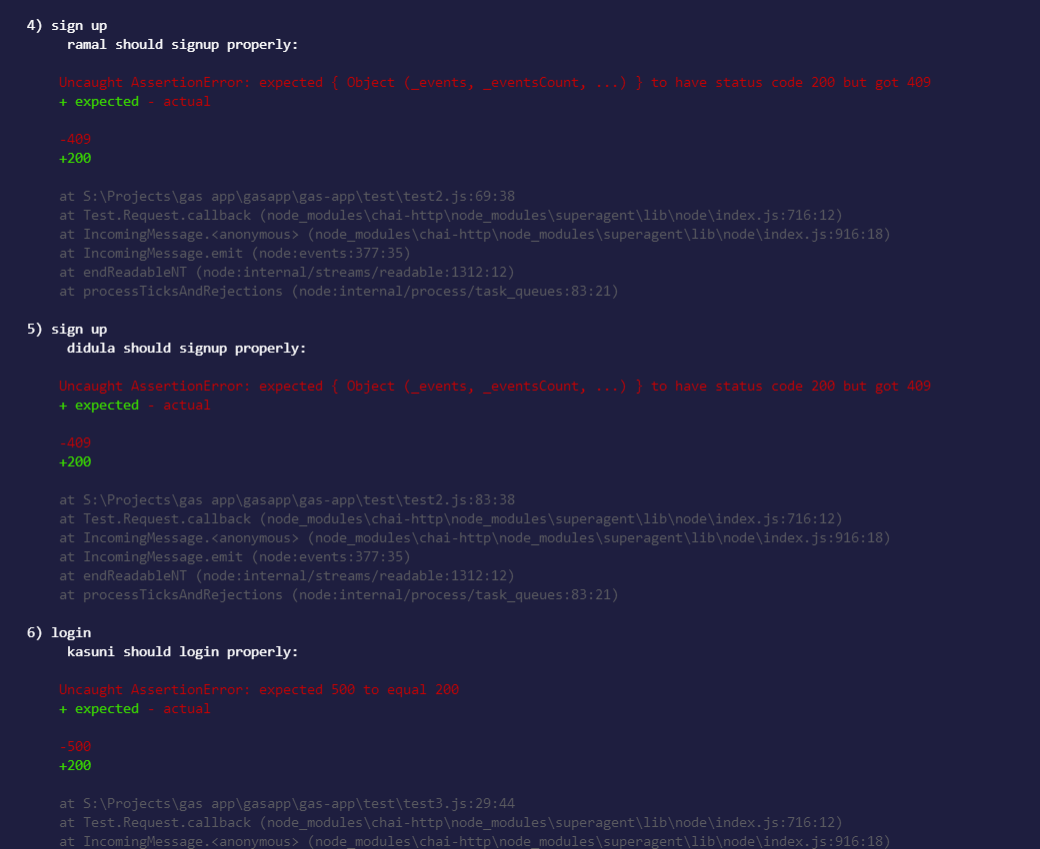 4) sign up
ramal should signup properly:
Uncaught AssertionError: expected { Object (_events, _eventsCount, ...) } to have status code 200 but got 409
+ expected - actual
-409
+200
at S:\Projects\gas app\gasapp\gas-app\test\test2.js:69:38
at Test.Request.callback (node_modules\chai-http\node_modules\superagent\lib\node\index.js:716:12)
at IncomingMessage.<anonymous> (node_modules\chai-http\node_modules\superagent\lib\node\index.js:916:18)
at IncomingMessage.emit (node:events:377:35)
at endReadableNT (node:internal/streams/readable:1312:12)
at processTicksAndRejections (node:internal/process/task_queues:83:21)
5) sign up
didula should signup properly:
Uncaught AssertionError: expected { Object (_events, _eventsCount, ...) } to have status code 200 but got 409
+ expected - actual
-409
+200
at S:\Projects\gas app\gasapp\gas-app\test\test2.js:83:38
at Test.Request.callback (node_modules\chai-http\node_modules\superagent\lib\node\index.js:716:12)
at IncomingMessage.<anonymous> (node_modules\chai-http\node_modules\superagent\lib\node\index.js:916:18)
at IncomingMessage.emit (node:events:377:35)
at endReadableNT (node:internal/streams/readable:1312:12)
at processTicksAndRejections (node:internal/process/task_queues:83:21)
6) login
kasuni should login properly:
Uncaught AssertionError: expected 500 to equal 200
+ expected - actual
-500
+200
at S:\Projects\gas app\gasapp\gas-app\test\test3.js:29:44
at Test.Request.callback (node_modules\chai-http\node_modules\superagent\lib\node\index.js:716:12)
at IncomingMessage.<anonymous> (node_modules\chai-http\node_modules\superagent\lib\node\index.js:916:18)